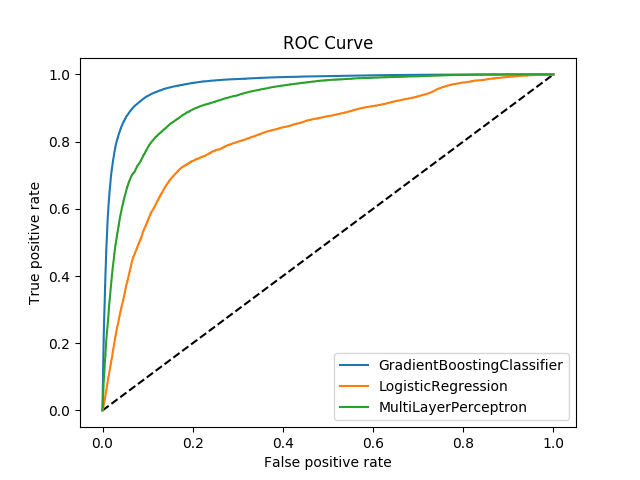 ROC Curve
True positive rate
1.0
0.8
0.6
0.4
0.2
0.0
GradientBoostingClassifier
LogisticRegression
MultiLayerPerceptron
0.0 0.2 0.4 0.6 0.8 1.0
False positive rate